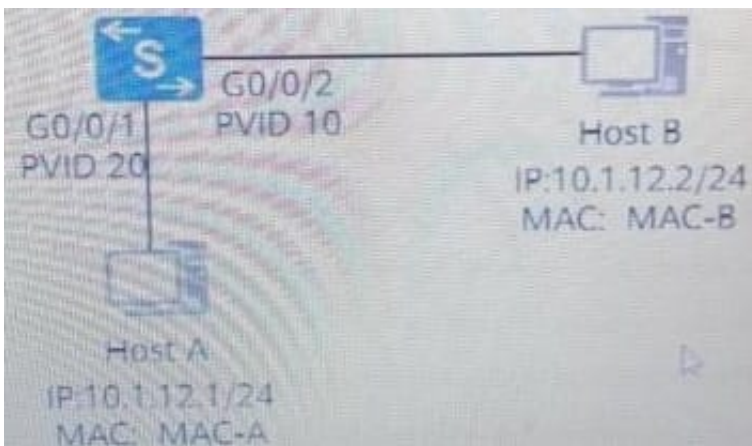 S
G0/0/2
PVID 10
G0/0/1
PVID 20
Host B
IP:10.1.12.2/24
MAC: MAC-B
Host A
IP:10.1.12.1/24
MAC: MAC-A